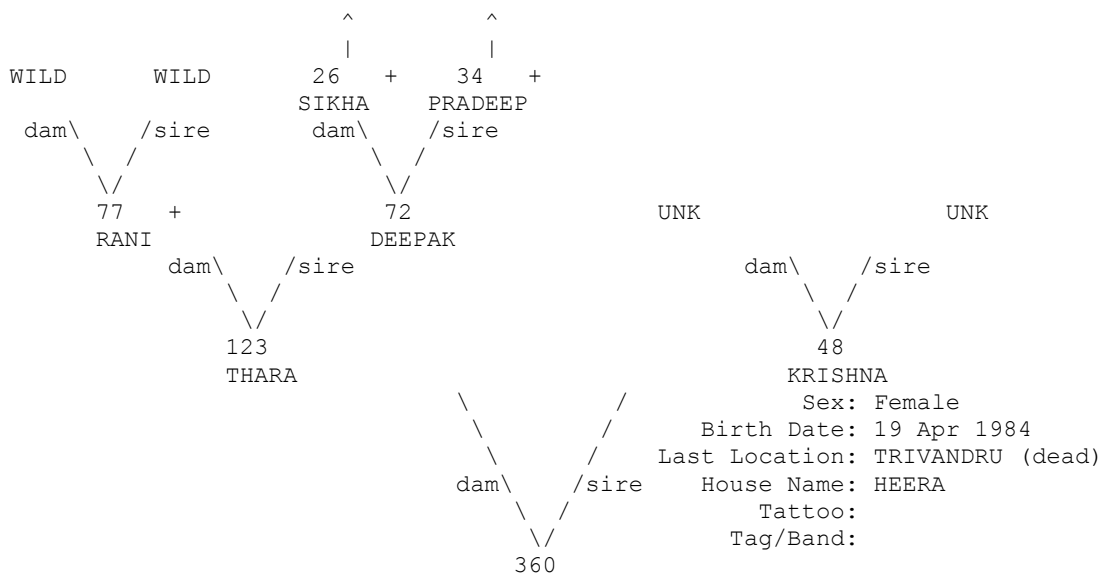 ^ ^
| |
WILD WILD 26 + 34 +
SIKHA PRADEEP
dam\ /sire dam\ /sire
\ / \ /
\/ \/
77 + 72 UNK UNK
RANI DEEPAK
dam\ /sire dam\ /sire
\ / \ /
\/ \/
123 48
THARA KRISHNA
\ / Sex: Female
\ / Birth Date: 19 Apr 1984
\ / Last Location: TRIVANDRU (dead)
dam\ /sire House Name: HEERA
\ / Tattoo:
\/ Tag/Band:
360